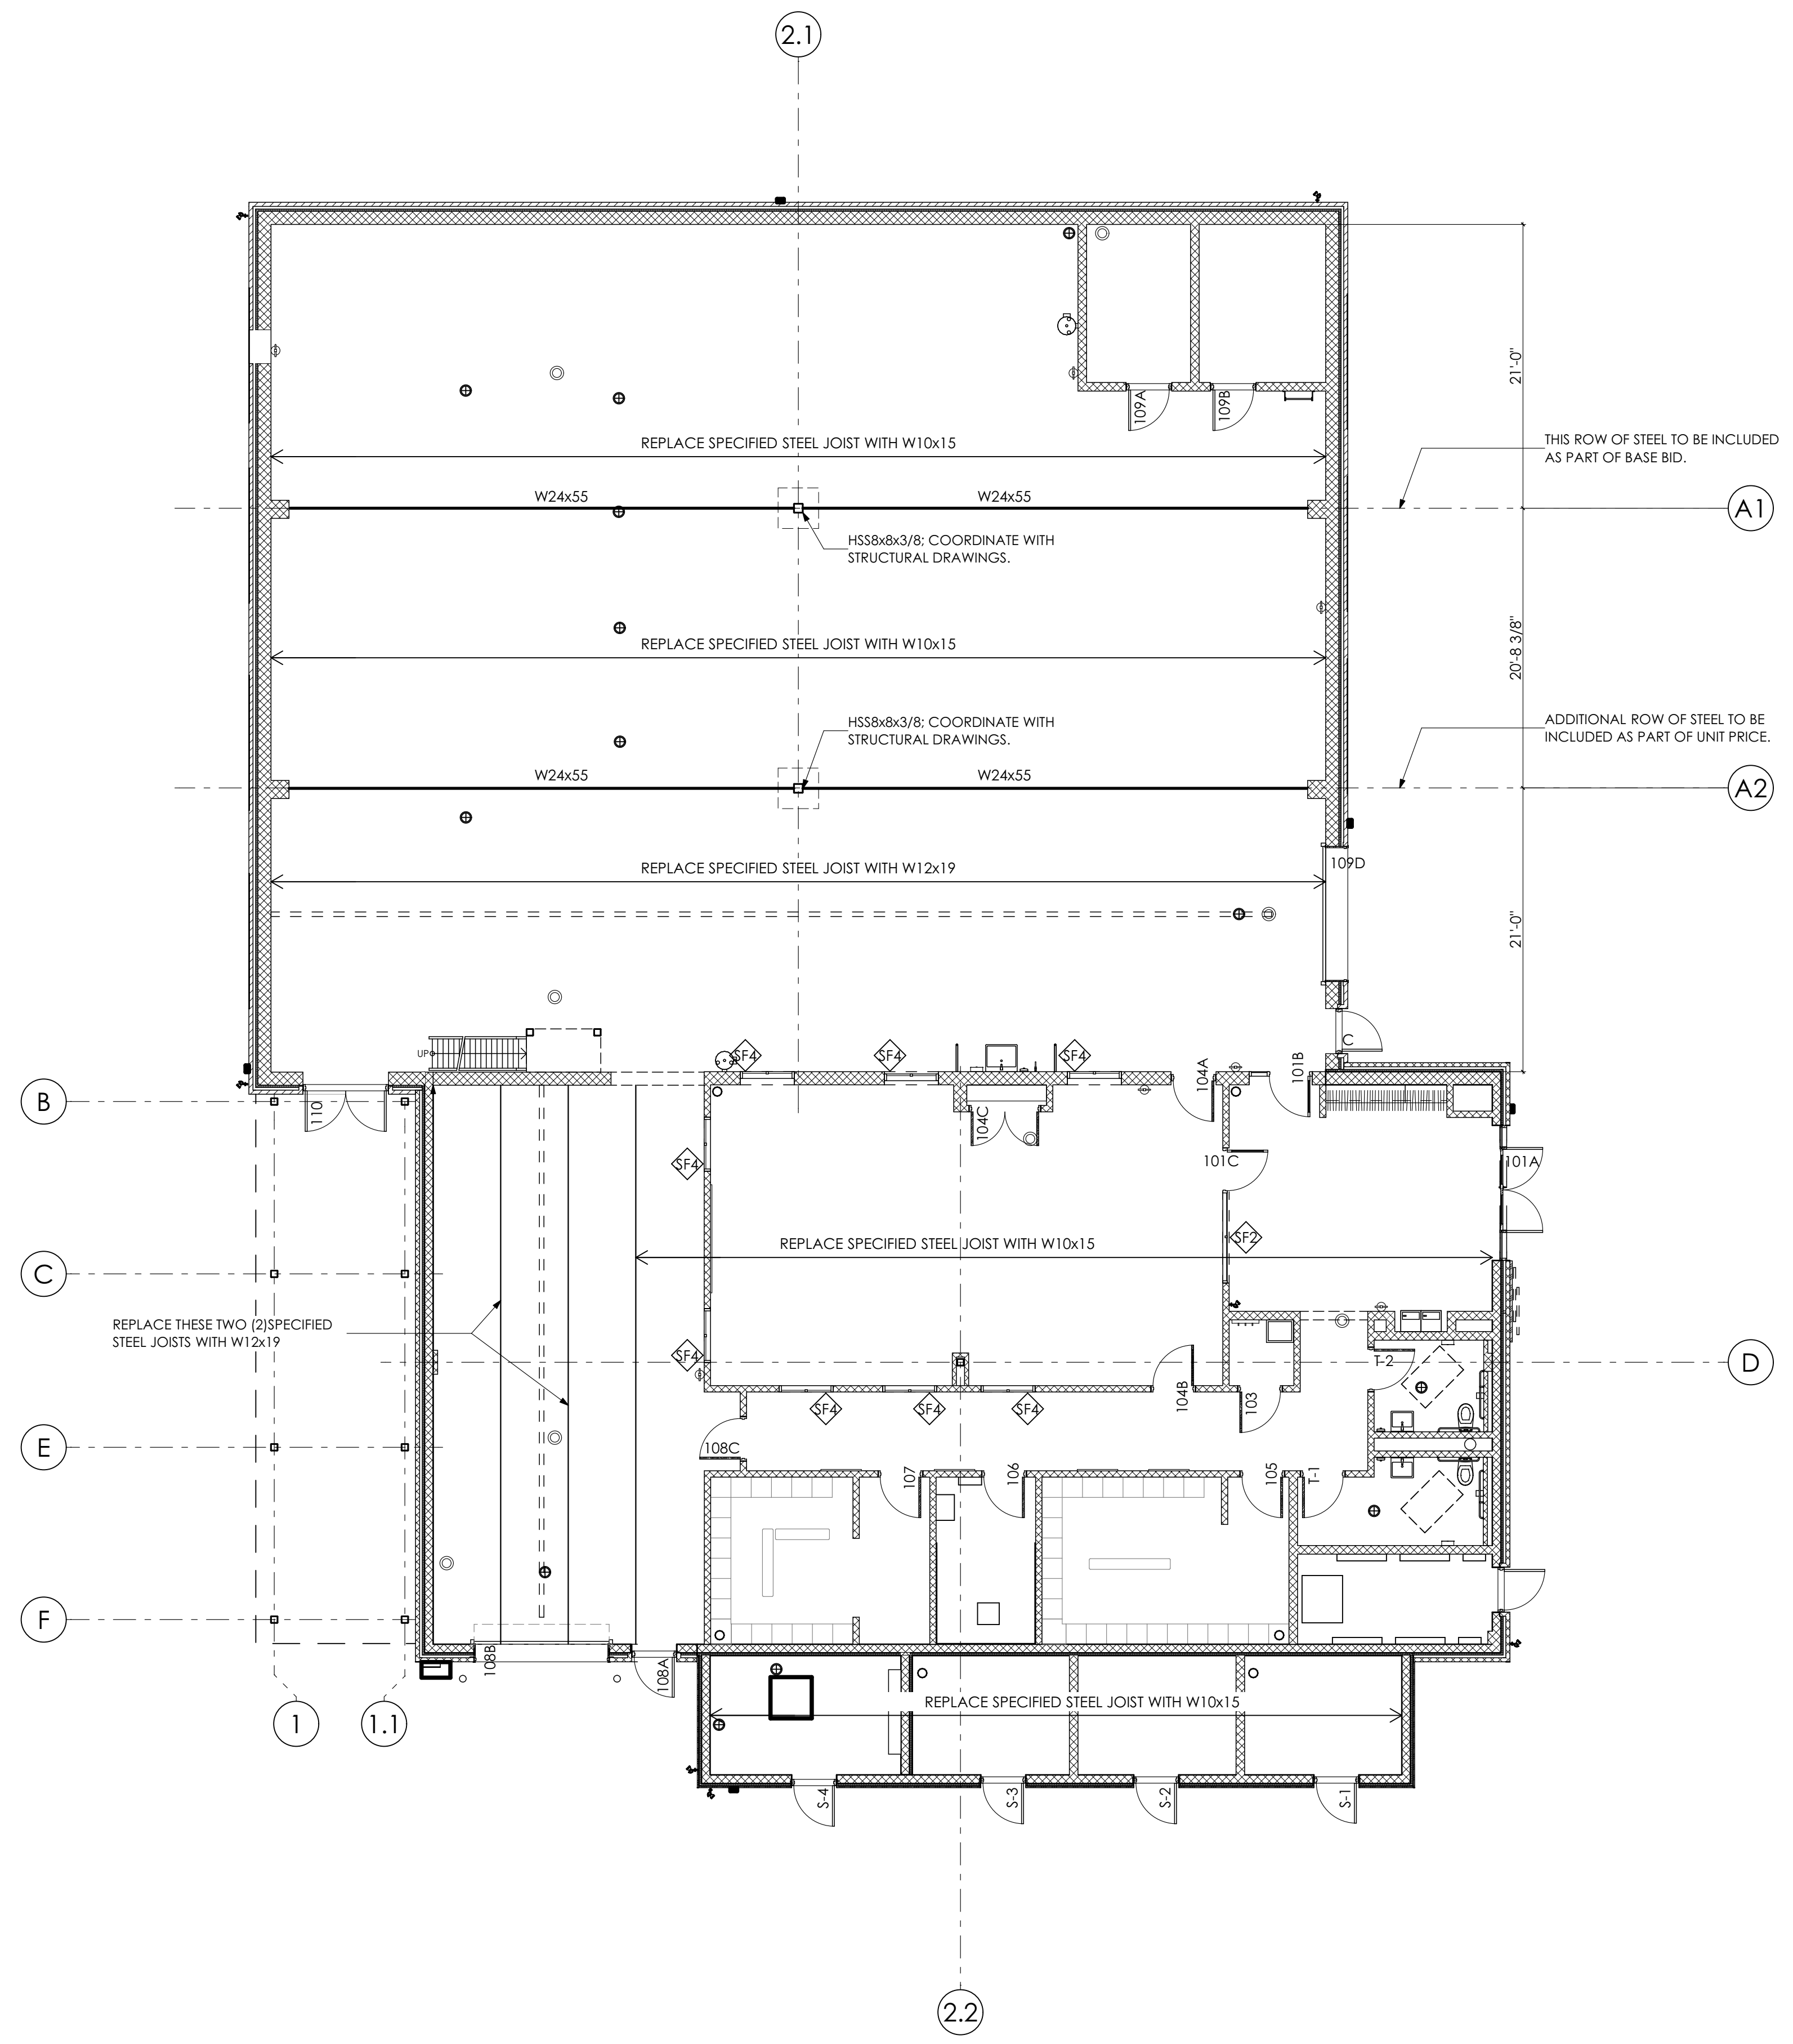 2.1
21'-0"
109A
109B
REPLACE SPECIFIED STEEL JOIST WITH W10x15
THIS ROW OF STEEL TO BE INCLUDED
AS PART OF BASE BID.
W24x55
W24x55
A1
HSS8x8x3/8; COORDINATE WITH
STRUCTURAL DRAWINGS.
20'-8 3/8"
REPLACE SPECIFIED STEEL JOIST WITH W10x15
HSS8x8x3/8; COORDINATE WITH
STRUCTURAL DRAWINGS.
ADDITIONAL ROW OF STEEL TO BE
INCLUDED AS PART OF UNIT PRICE.
W24x55
W24x55
A2
REPLACE SPECIFIED STEEL JOIST WITH W12x19
109D
21'-0"
C
UP
SF4
SF4
SF4
104A
101B
B
110
104C
SF4
101C
101A
SF2
REPLACE SPECIFIED STEEL JOIST WITH W10x15
C
REPLACE THESE TWO (2)SPECIFIED
STEEL JOISTS WITH W12x19
SF4
T-2
D
104B
103
SF4
SF4
SF4
E
108C
107
106
105
T-1
F
108B
108A
1
1.1
REPLACE SPECIFIED STEEL JOIST WITH W10x15
S-4
S-3
S-2
S-1
2.2